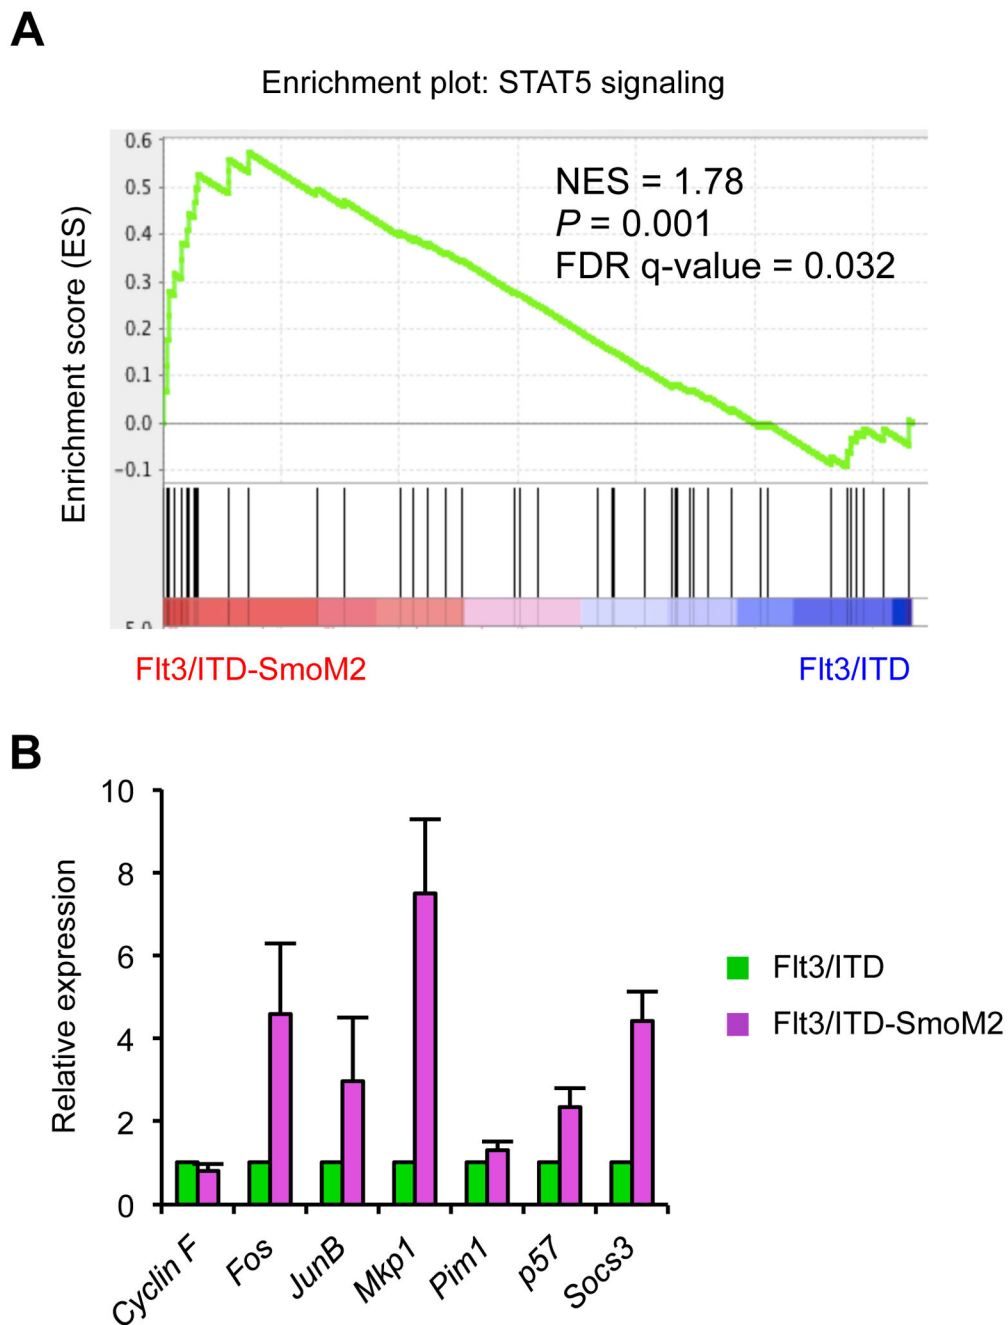 A
Enrichment plot: STAT5 signaling
Enrichment score (ES)
0.6
0.5
0.4
0.3
0.2
0.1
0.0
−0.1
NES = 1.78
P = 0.001
FDR q-value = 0.032
Flt3/ITD-SmoM2
Flt3/ITD
B
Relative expression
10
8
6
4
2
0
Cyclin F
Fos
JunB
Mkp1
Pim1
p57
Socs3
Flt3/ITD
Flt3/ITD-SmoM2